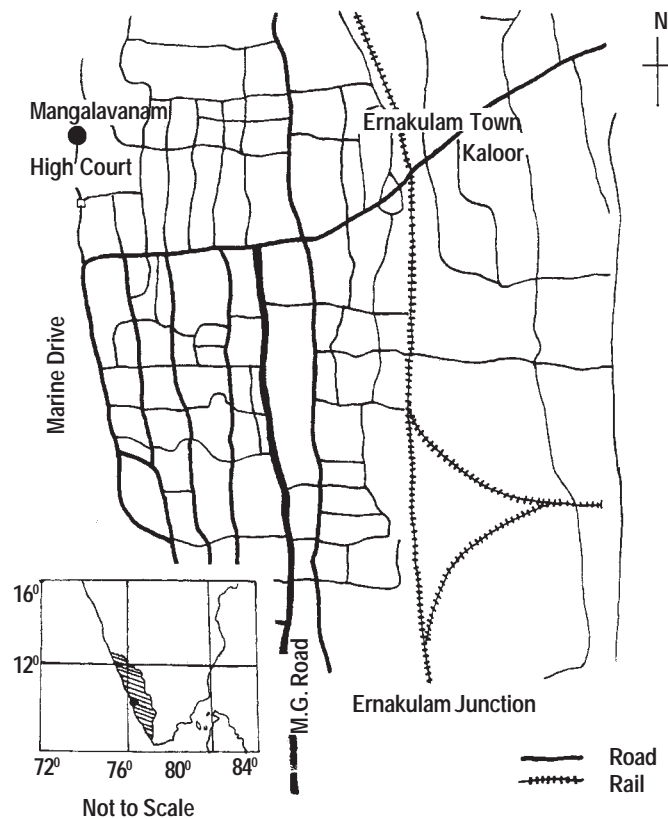 N
Mangalavanam
Ernakulam Town
Kaloor
High Court
Marine Drive
16⁰
12⁰
72⁰ 76⁰ 80⁰ 84⁰
Not to Scale
M.G. Road
Ernakulam Junction
Road
Rail